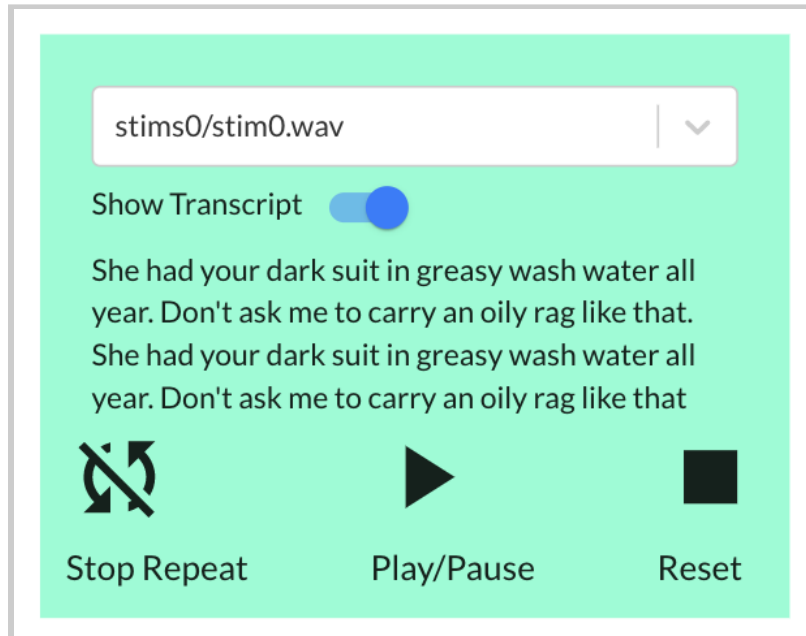 stims0/stim0.wav
Show Transcript
She had your dark suit in greasy wash water all
year. Don't ask me to carry an oily rag like that.
She had your dark suit in greasy wash water all
year. Don't ask me to carry an oily rag like that
Stop Repeat Play/Pause Reset